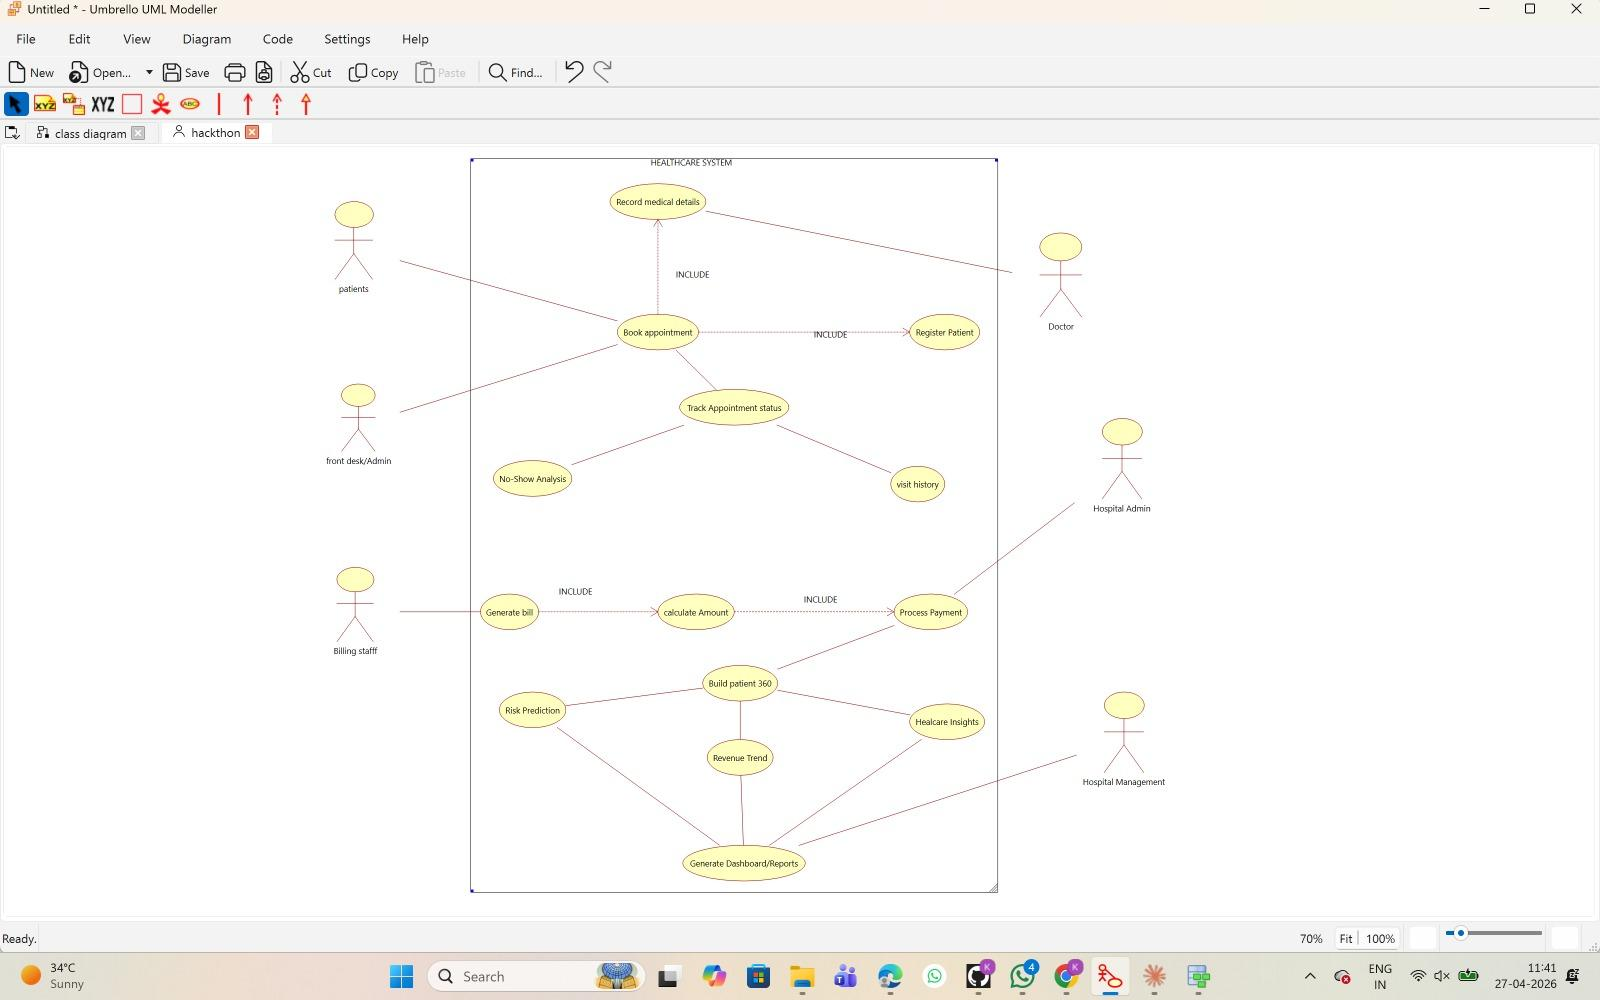 Untitled * - Umbrello UML Modeller
File Edit View Diagram Code Settings Help
New Open... Save Cut Copy Paste Find...
XYZ XYZ XYZ ABC
class diagram hackthon
HEALTHCARE SYSTEM
Record medical details
patients
Doctor
INCLUDE
Book appointment
INCLUDE
Register Patient
Track Appointment status
front desk/Admin
No-Show Analysis
visit history
Hospital Admin
Billing stafff
Generate bill
INCLUDE
calculate Amount
INCLUDE
Process Payment
Build patient 360
Risk Prediction
Healcare Insights
Revenue Trend
Hospital Management
Generate Dashboard/Reports
Ready.
70% Fit 100%
34°C
Sunny
Search
K
4
K
ENG
IN
11:41
27-04-2026